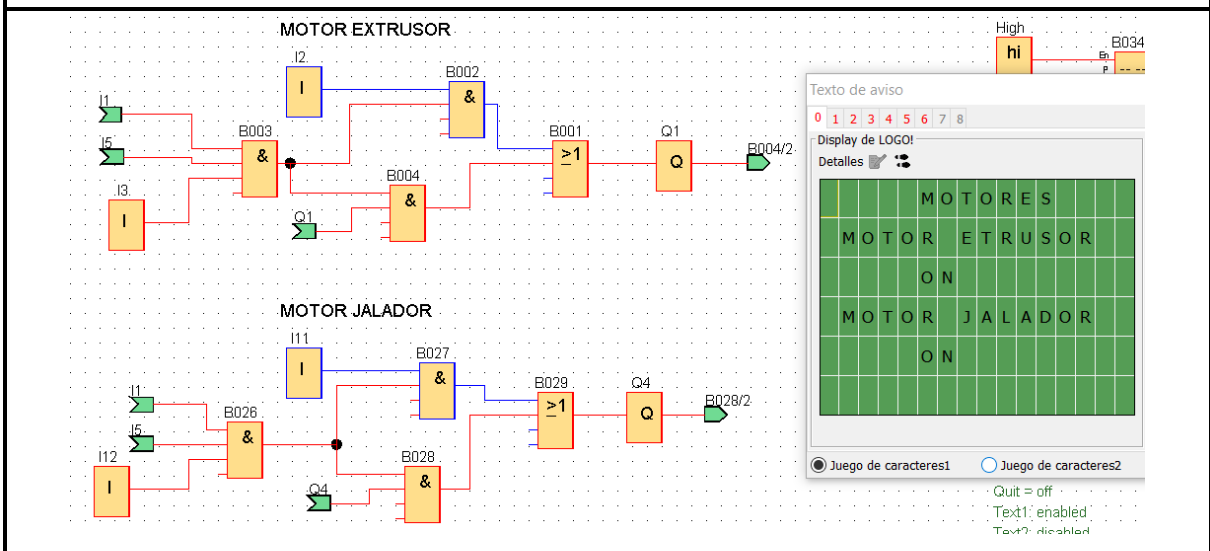 MOTOR EXTRUSOR
I2.
I
B002
&
I1
I5
B003
&
I3.
I
B004
&
Q1
B001
≥1
Q1
Q
B004/2
High
hi
B034
En
P
MOTOR JALADOR
I11
I
B027
&
I1
I5
B026
&
I12
I
B028
&
Q4
B029
≥1
Q4
Q
B028/2
Texto de aviso
0 1 2 3 4 5 6 7 8
Display de LOGO!
Detalles
MOTORES
MOTOR ETRUSOR
ON
MOTOR JALADOR
ON
Juego de caracteres1 Juego de caracteres2
Quit = off
Text1: enabled
Text2: disabled